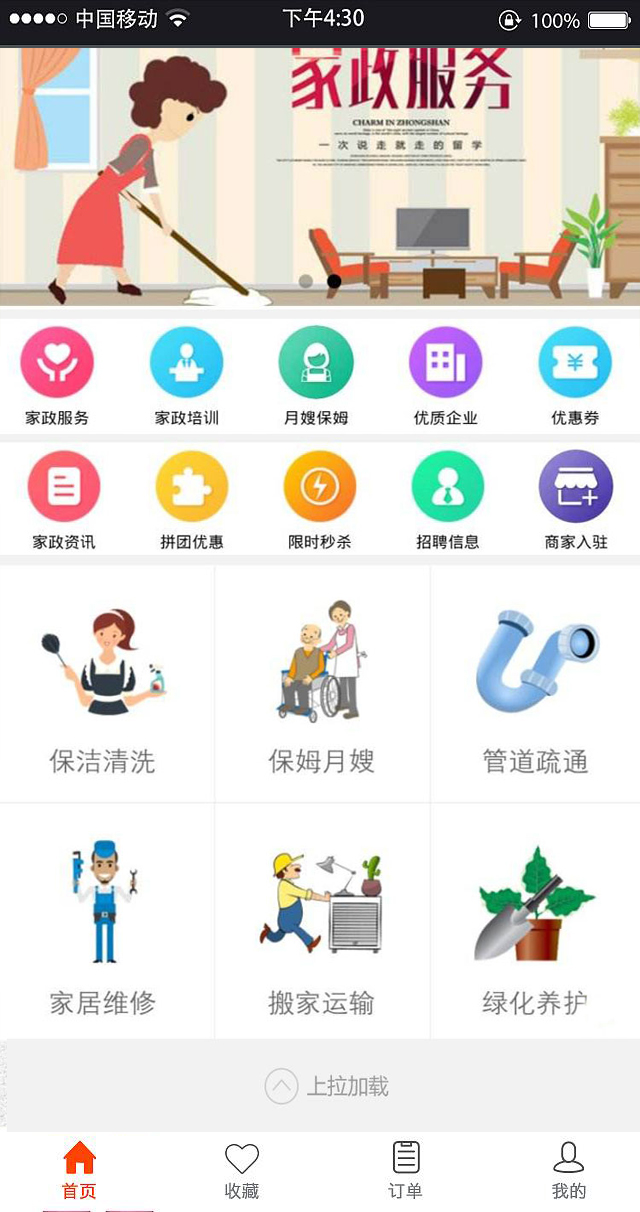 中国移动 下午4:30 100%
家政服务
CHARM IN ZHONGSHAN
一次说走就走的留学
家政服务 家政培训 月嫂保姆 优质企业 优惠券
家政资讯 拼团优惠 限时秒杀 招聘信息 商家入驻
保洁清洗 保姆月嫂 管道疏通
家居维修 搬家运输 绿化养护
上拉加载
首页 收藏 订单 我的